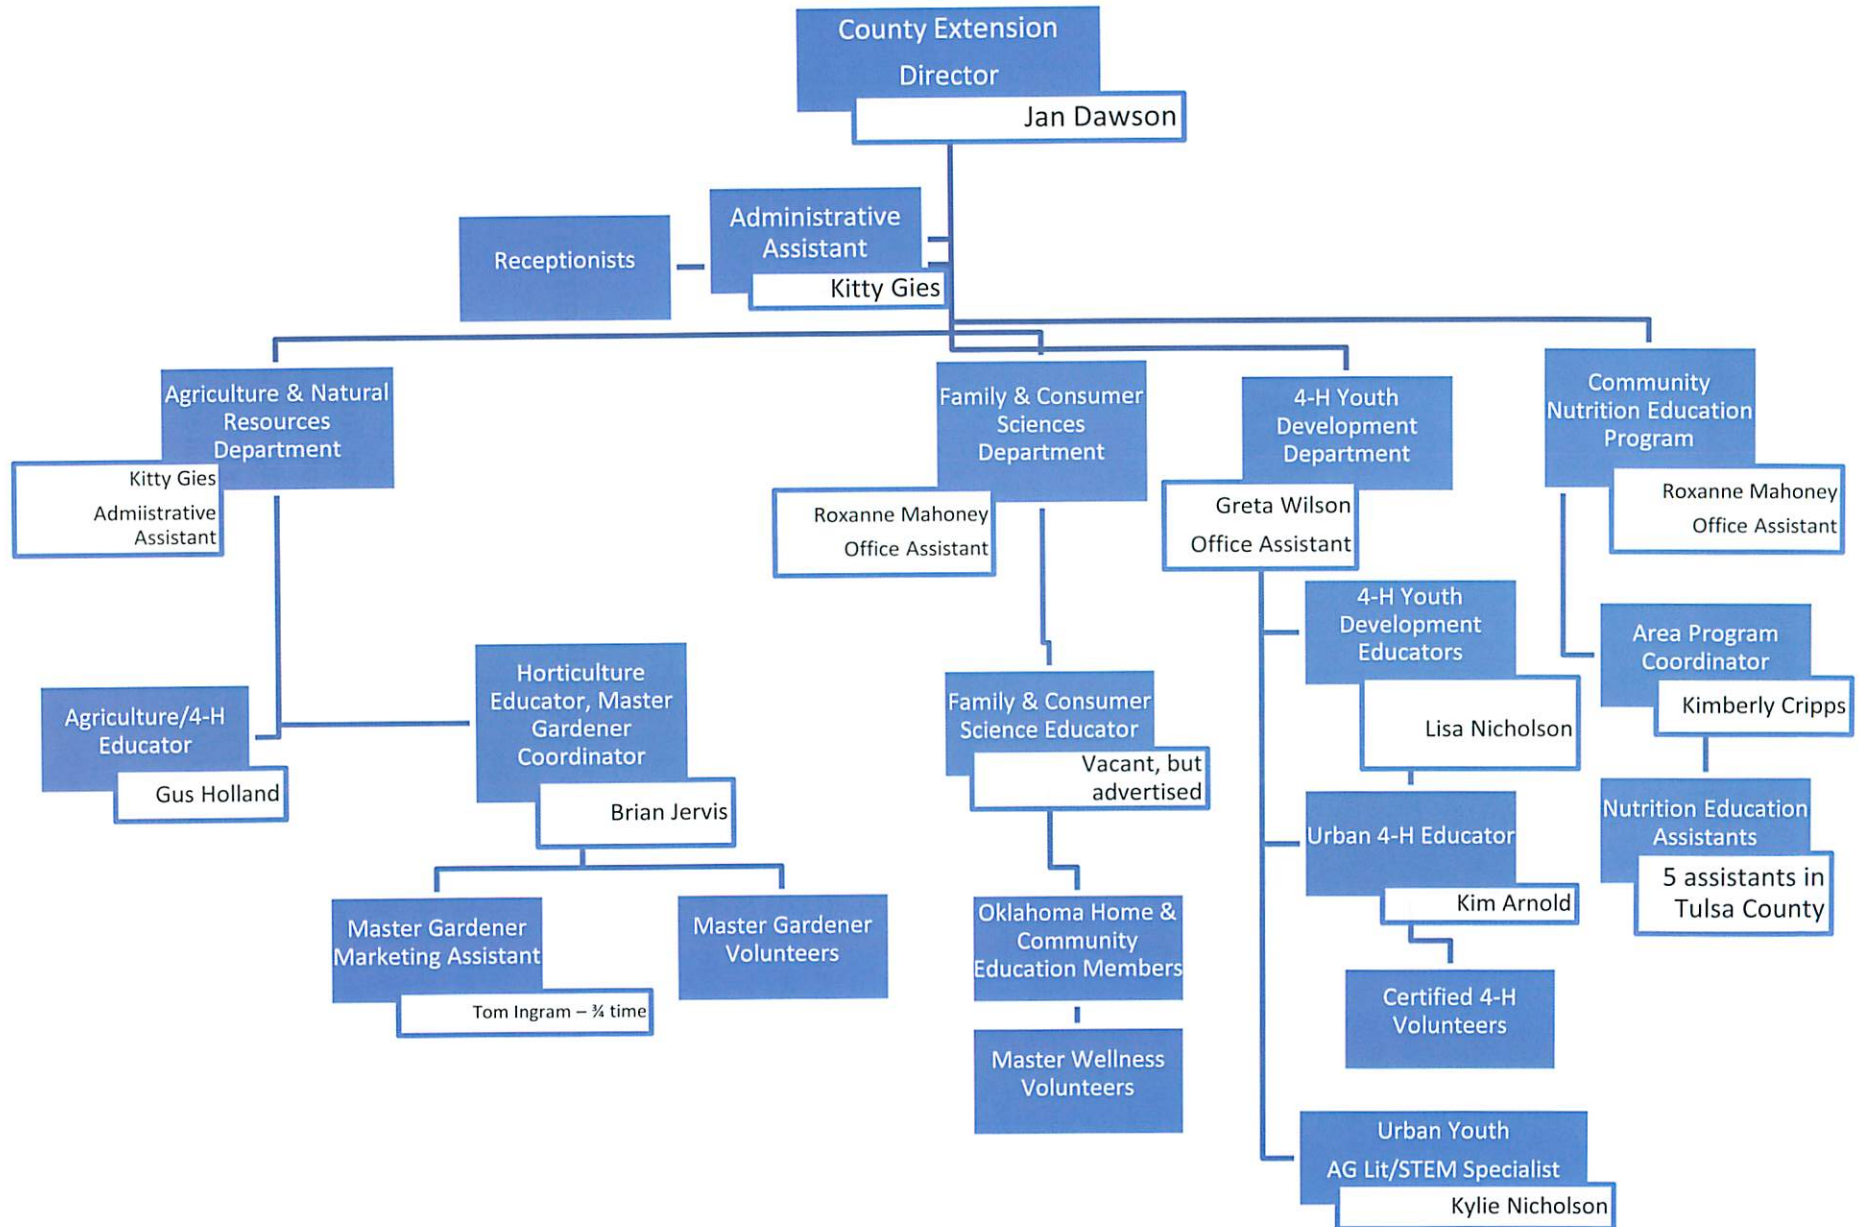 County Extension
Director
Jan Dawson
Administrative
Assistant
Kitty Gies
Receptionists
Agriculture & Natural
Resources
Department
Kitty Gies
Admiistrative
Assistant
Family & Consumer
Sciences
Department
Roxanne Mahoney
Office Assistant
4-H Youth
Development
Department
Greta Wilson
Office Assistant
Community
Nutrition Education
Program
Roxanne Mahoney
Office Assistant
Agriculture/4-H
Educator
Gus Holland
Horticulture
Educator, Master
Gardener
Coordinator
Brian Jervis
Master Gardener
Marketing Assistant
Tom Ingram – ¾ time
Master Gardener
Volunteers
Family & Consumer
Science Educator
Vacant, but
advertised
Oklahoma Home &
Community
Education Members
Master Wellness
Volunteers
4-H Youth
Development
Educators
Lisa Nicholson
Urban 4-H Educator
Kim Arnold
Certified 4-H
Volunteers
Urban Youth
AG Lit/STEM Specialist
Kylie Nicholson
Area Program
Coordinator
Kimberly Cripps
Nutrition Education
Assistants
5 assistants in
Tulsa County